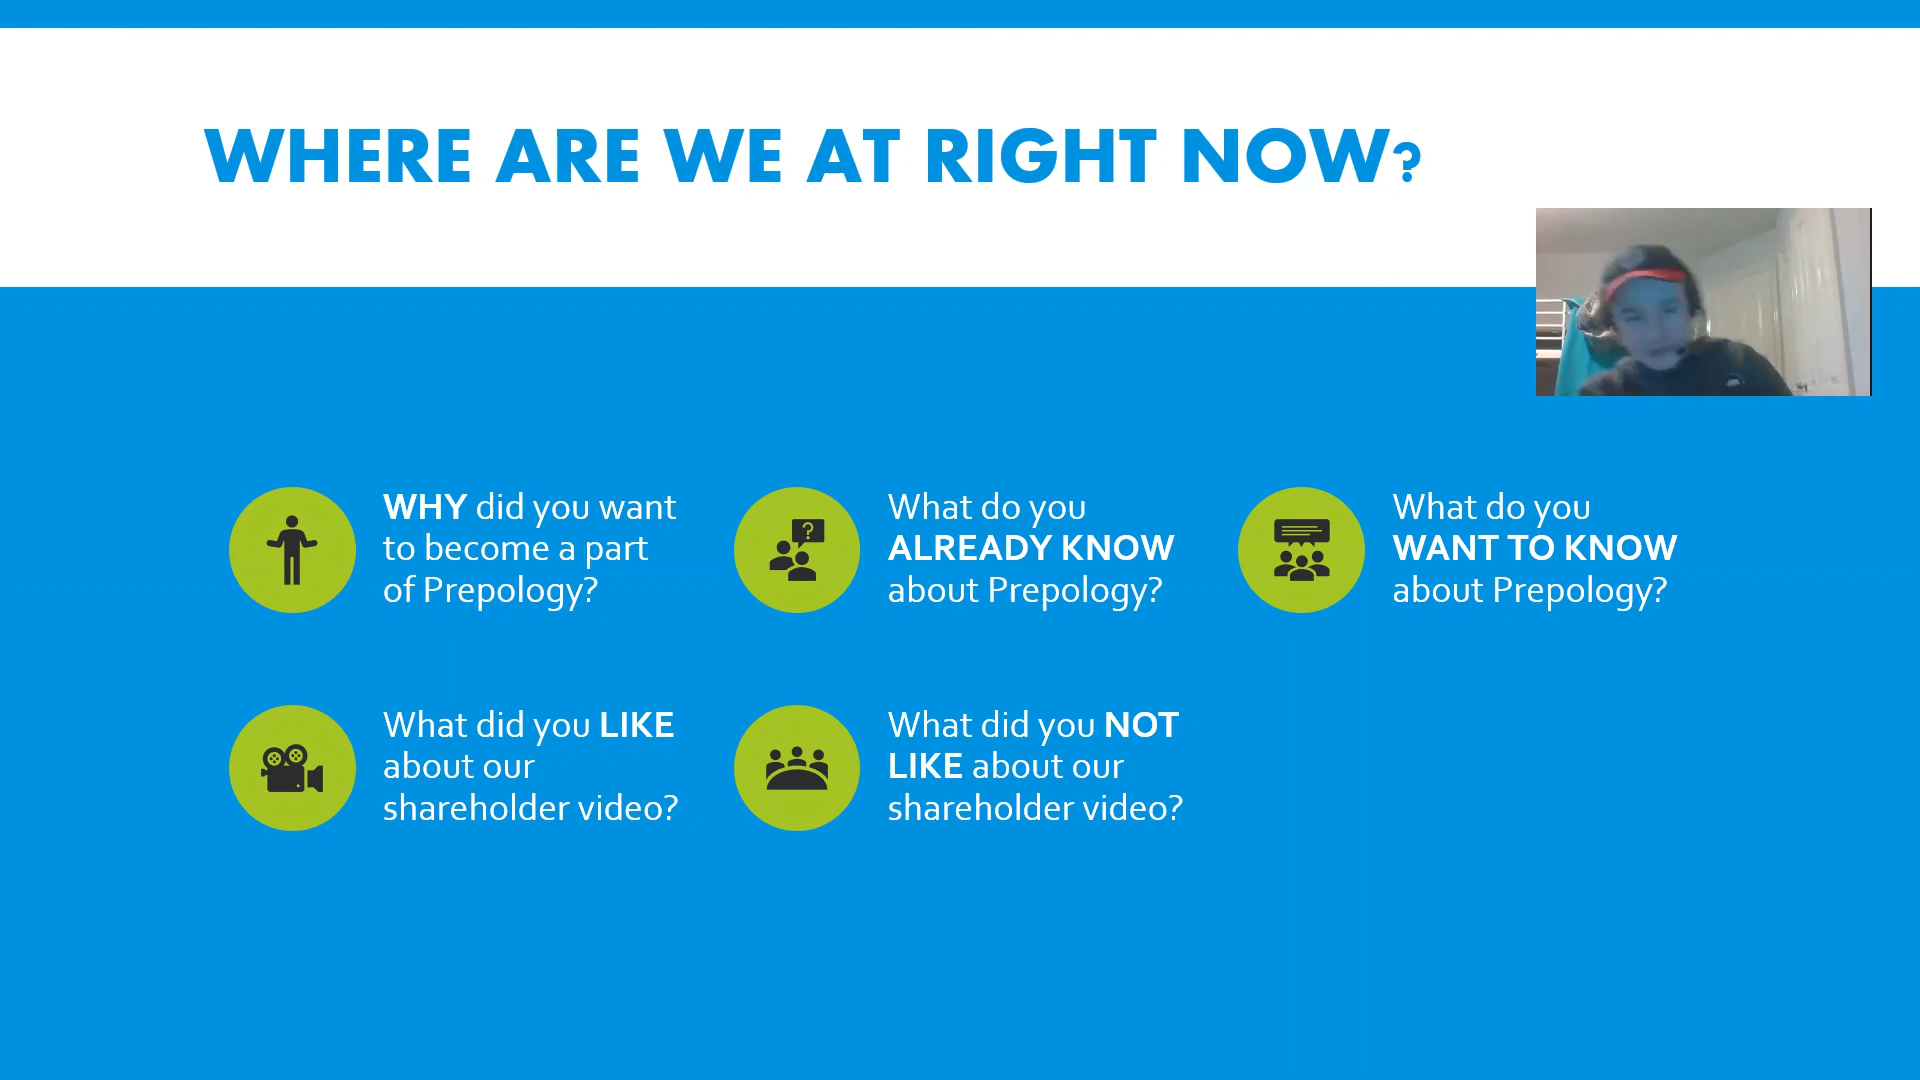 WHERE ARE WE AT RIGHT NOW?
WHY did you want
to become a part
of Prepology?
What do you
ALREADY KNOW
about Prepology?
What do you
WANT TO KNOW
about Prepology?
What did you LIKE
about our
shareholder video?
What did you NOT
LIKE about our
shareholder video?